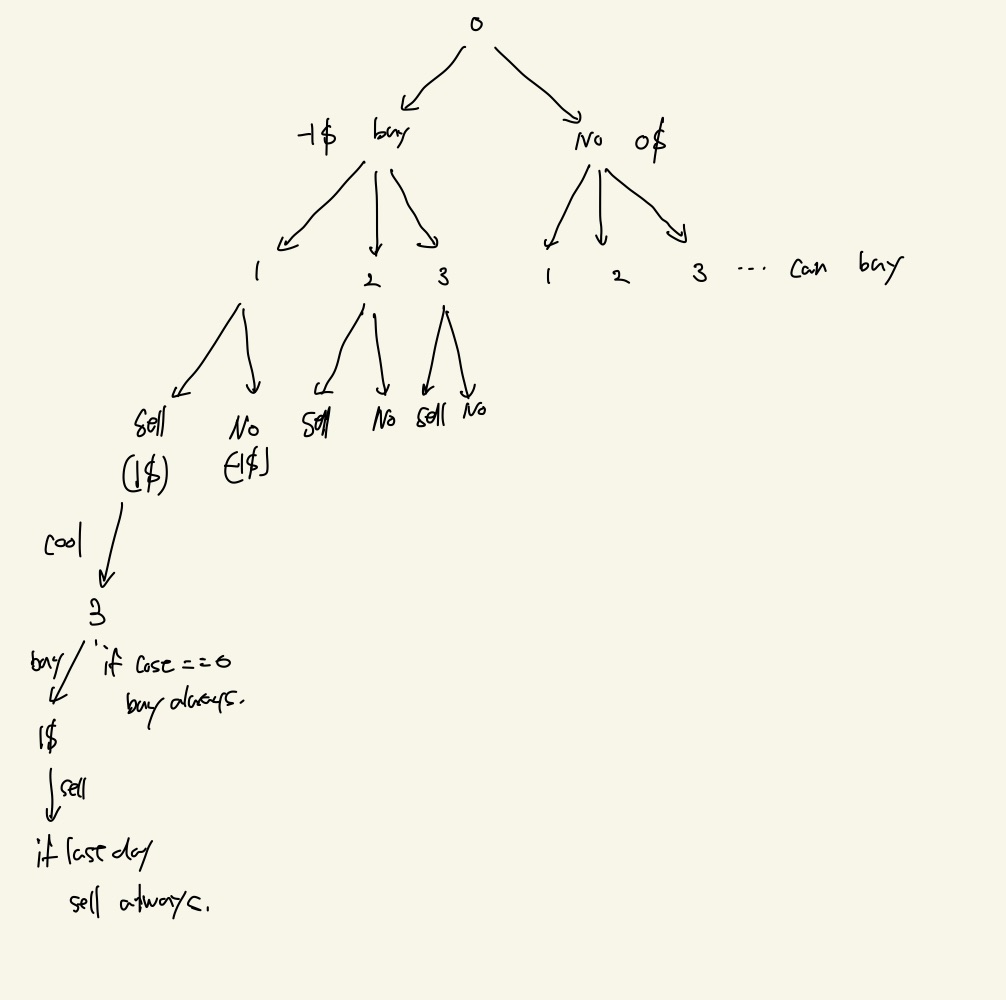 0
-1$ buy No 0$
1 2 3 1 2 3 ... can buy
Sell No Sell No Sell No
(1$) (-1$)
cool
3
buy if cose == 0
buy always.
1$
sell
if last day
sell always.